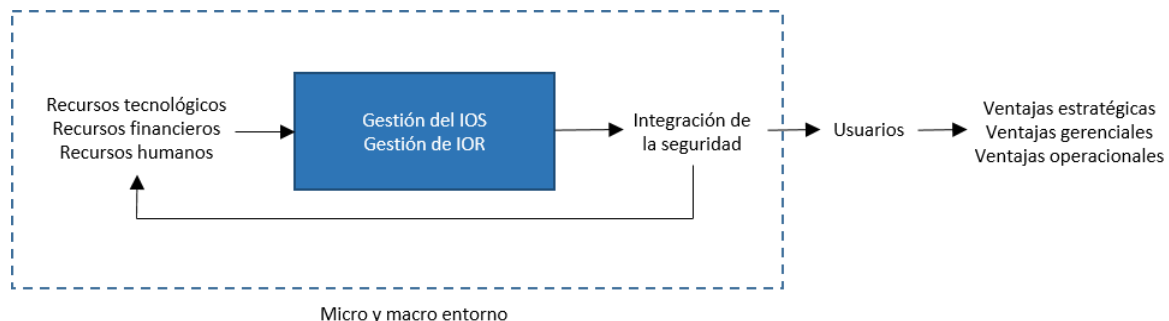 Recursos tecnológicos
Recursos financieros
Recursos humanos
Gestión del IOS
Gestión de IOR
Integración de
la seguridad
Usuarios
Ventajas estratégicas
Ventajas gerenciales
Ventajas operacionales
Micro y macro entorno